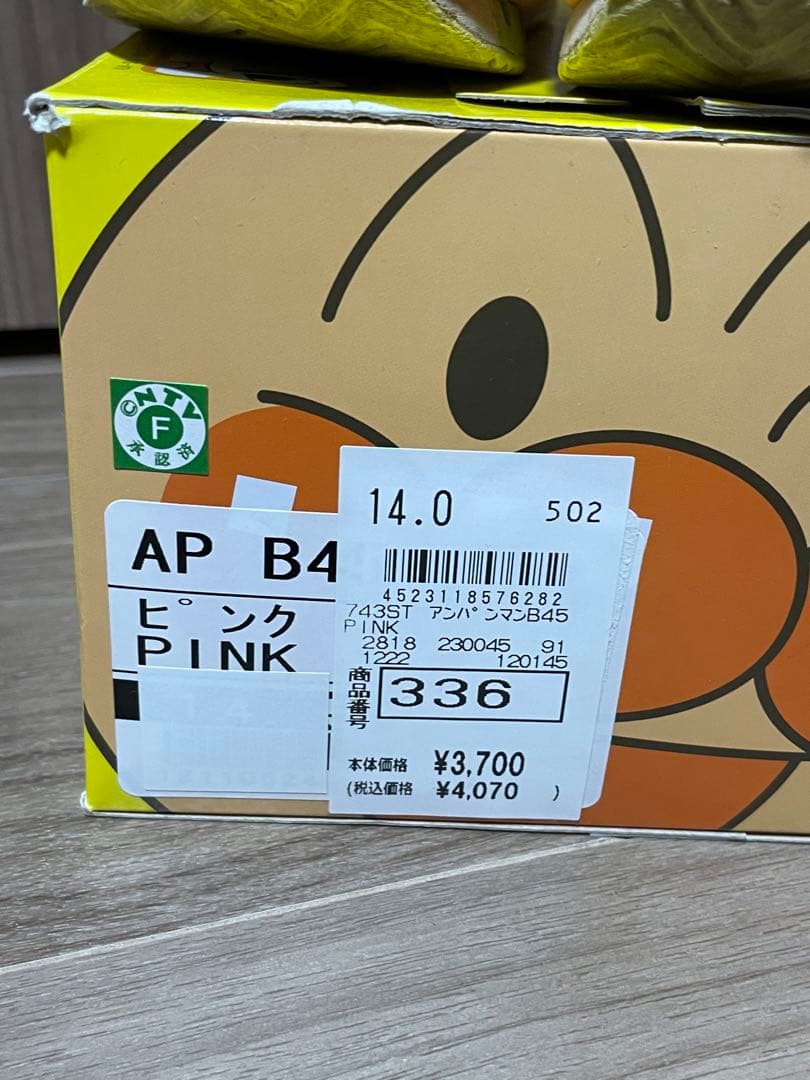 ©NTV
F
承認済
AP B4
ピンク
PINK
14.0 502
4523118576282
743ST アンパンマンB45
PINK
2818 230045 91
1222 120145
商品番号 336
本体価格 ¥3,700
(税込価格 ¥4,070 )